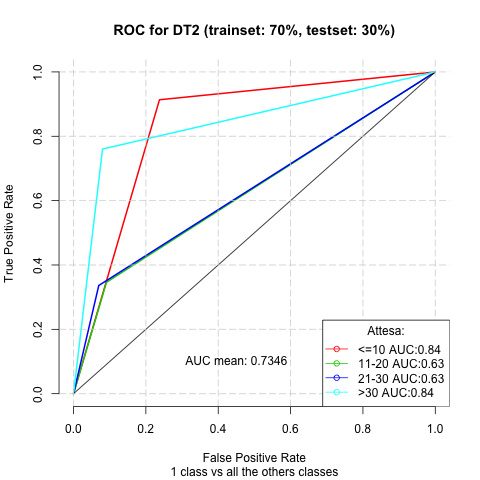 ROC for DT2 (trainset: 70%, testset: 30%)
True Positive Rate
1.0
0.8
0.6
0.4
0.2
0.0
AUC mean: 0.7346
Attesa:
<=10 AUC:0.84
11-20 AUC:0.63
21-30 AUC:0.63
>30 AUC:0.84
0.0 0.2 0.4 0.6 0.8 1.0
False Positive Rate
1 class vs all the others classes